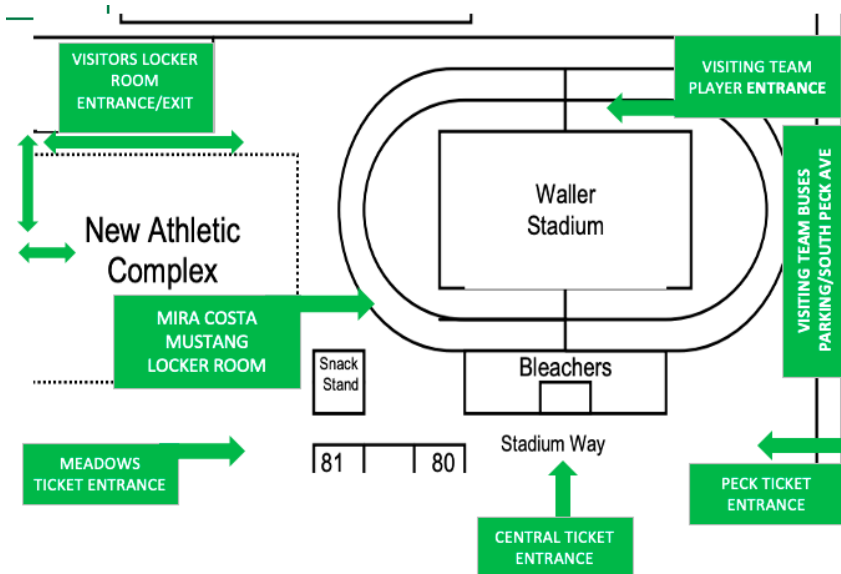 VISITORS LOCKER
ROOM
ENTRANCE/EXIT
VISITING TEAM
PLAYER ENTRANCE
VISITING TEAM BUSES
PARKING/SOUTH PECK AVE
Waller
Stadium
New Athletic
Complex
MIRA COSTA
MUSTANG
LOCKER ROOM
Snack
Stand
Bleachers
Stadium Way
81
80
MEADOWS
TICKET ENTRANCE
CENTRAL TICKET
ENTRANCE
PECK TICKET
ENTRANCE